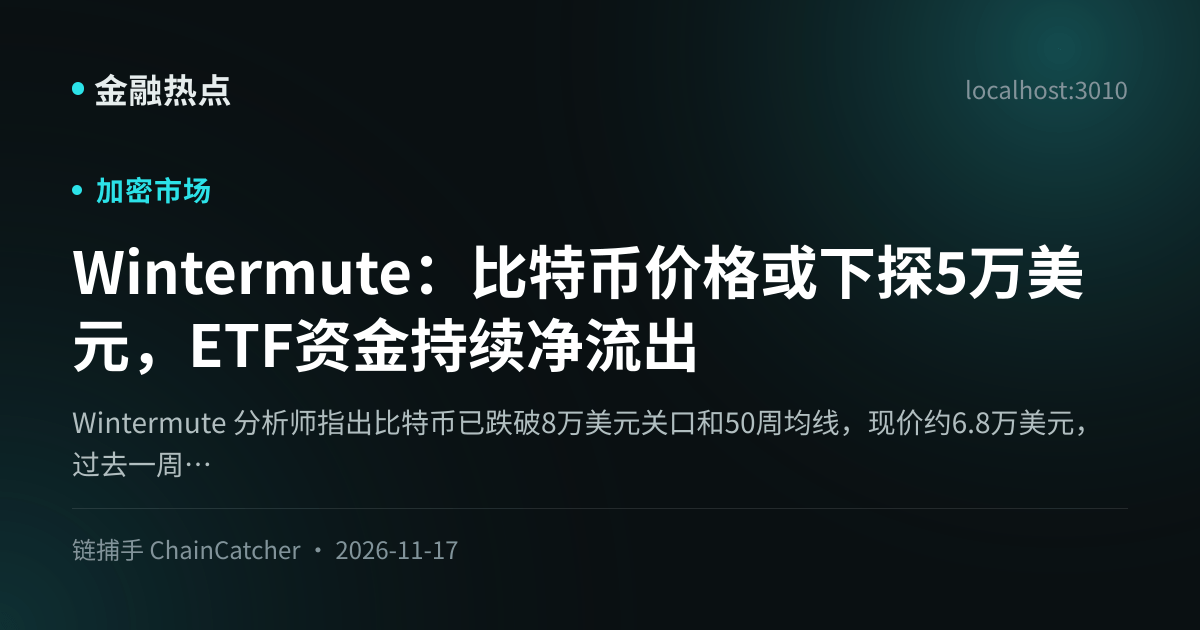 金融热点
localhost:3010
加密市场
Wintermute：比特币价格或下探5万美
元，ETF资金持续净流出
Wintermute 分析师指出比特币已跌破8万美元关口和50周均线，现价约6.8万美元，
过去一周…
链捕手 ChainCatcher · 2026-11-17